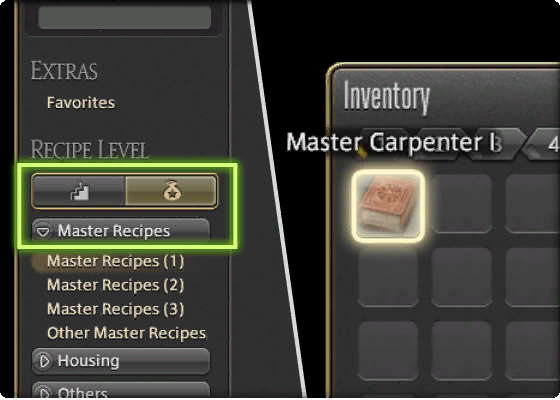 EXTRAS
Favorites
RECIPE LEVEL
Master Recipes
Master Recipes (1)
Master Recipes (2)
Master Recipes (3)
Other Master Recipes
Housing
Others
Inventory
Master Carpenter I
3
4